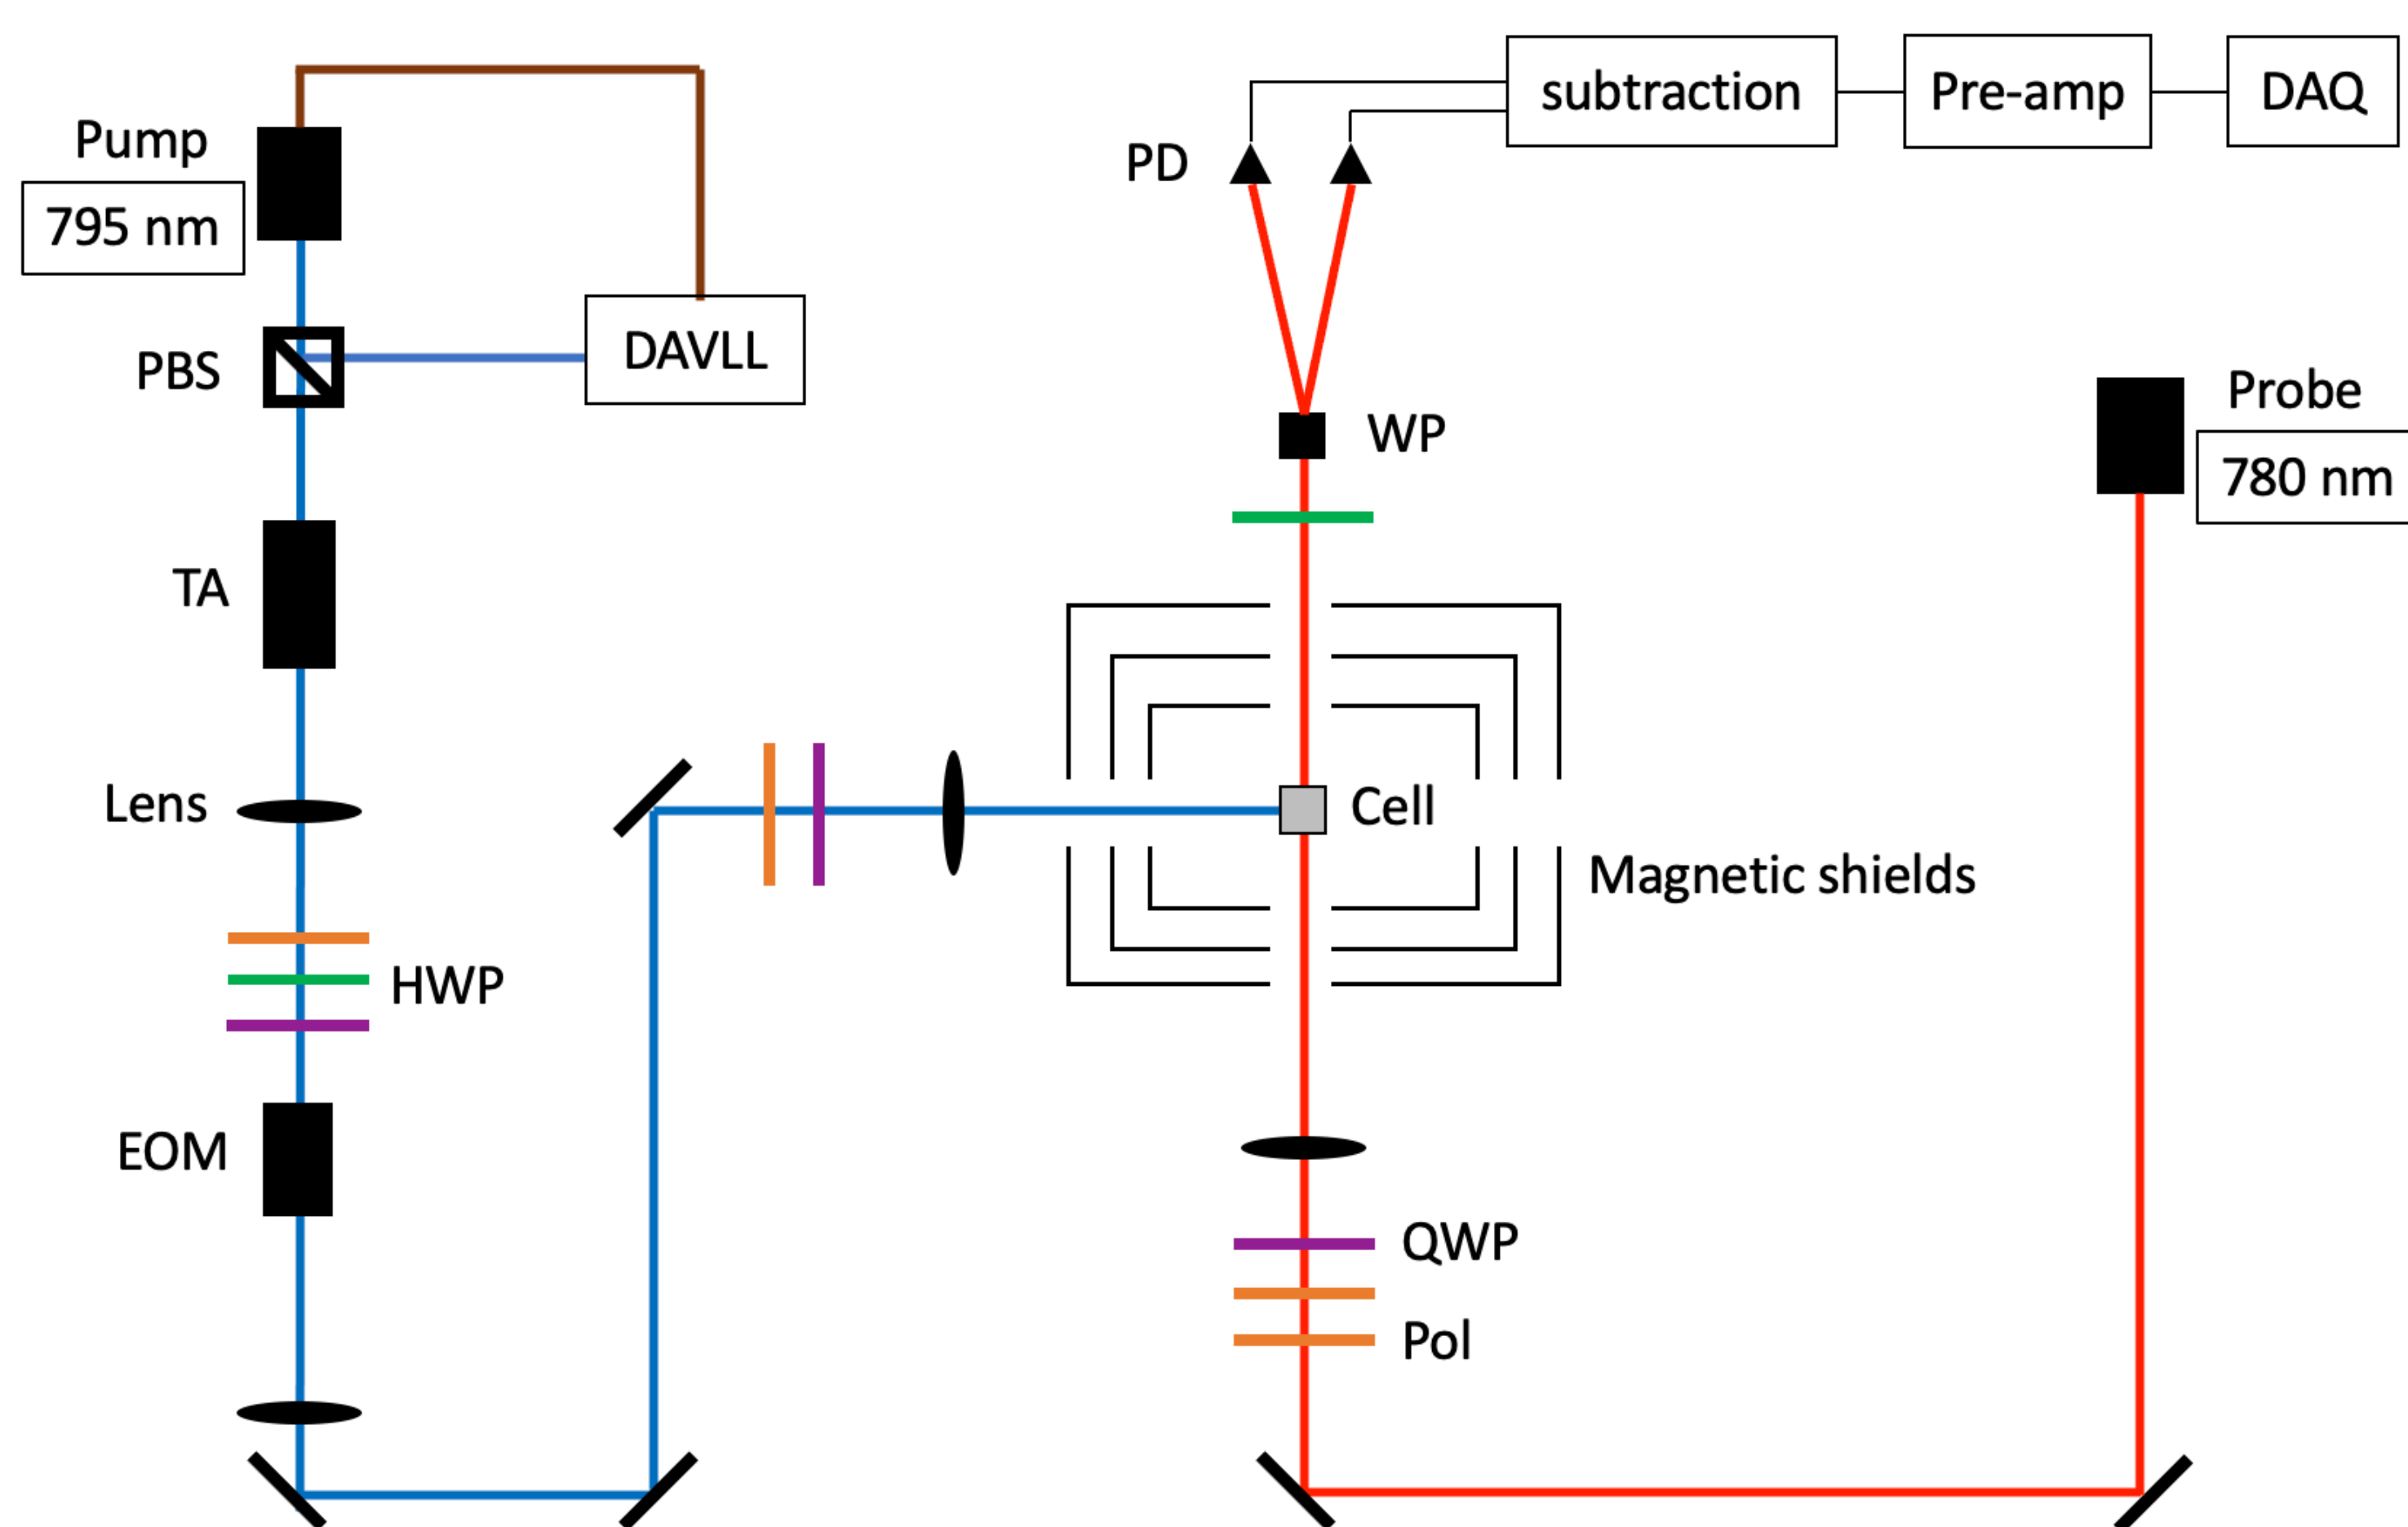 subtraction
Pre-amp
DAQ
Pump
795 nm
PD
PBS
DAVLL
WP
Probe
780 nm
TA
Lens
Cell
Magnetic shields
HWP
EOM
QWP
Pol